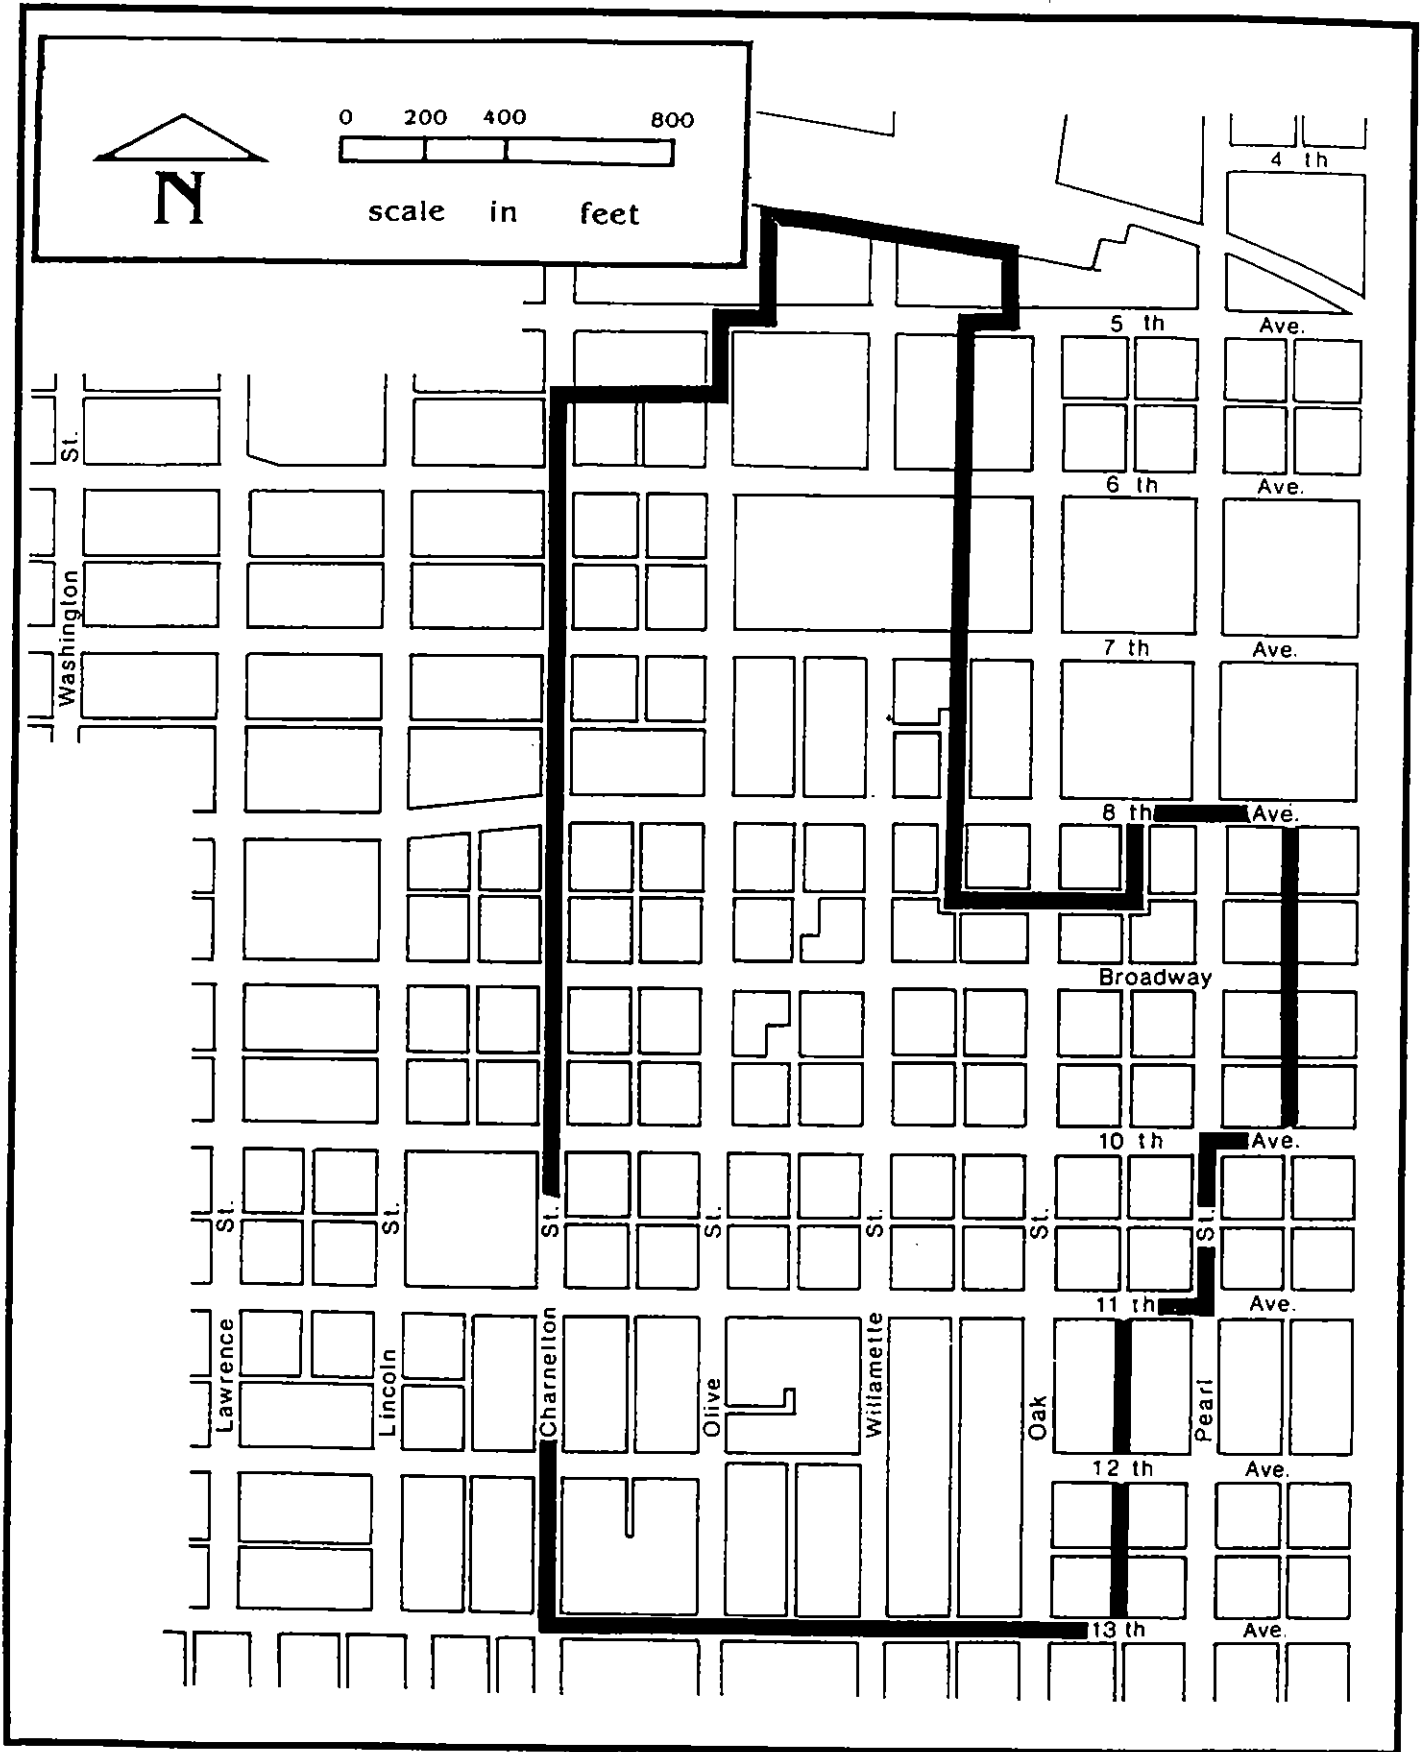 0 200 400 800
N
scale in feet
4 th
5 th Ave.
St.
6 th Ave.
Washington
7 th Ave.
8 th Ave.
Broadway
10 th Ave.
St. St. St. St. St. St. St.
11 th Ave.
Lawrence Lincoln Charnelton Olive Willamette Oak Pearl
12 th Ave.
13 th Ave.